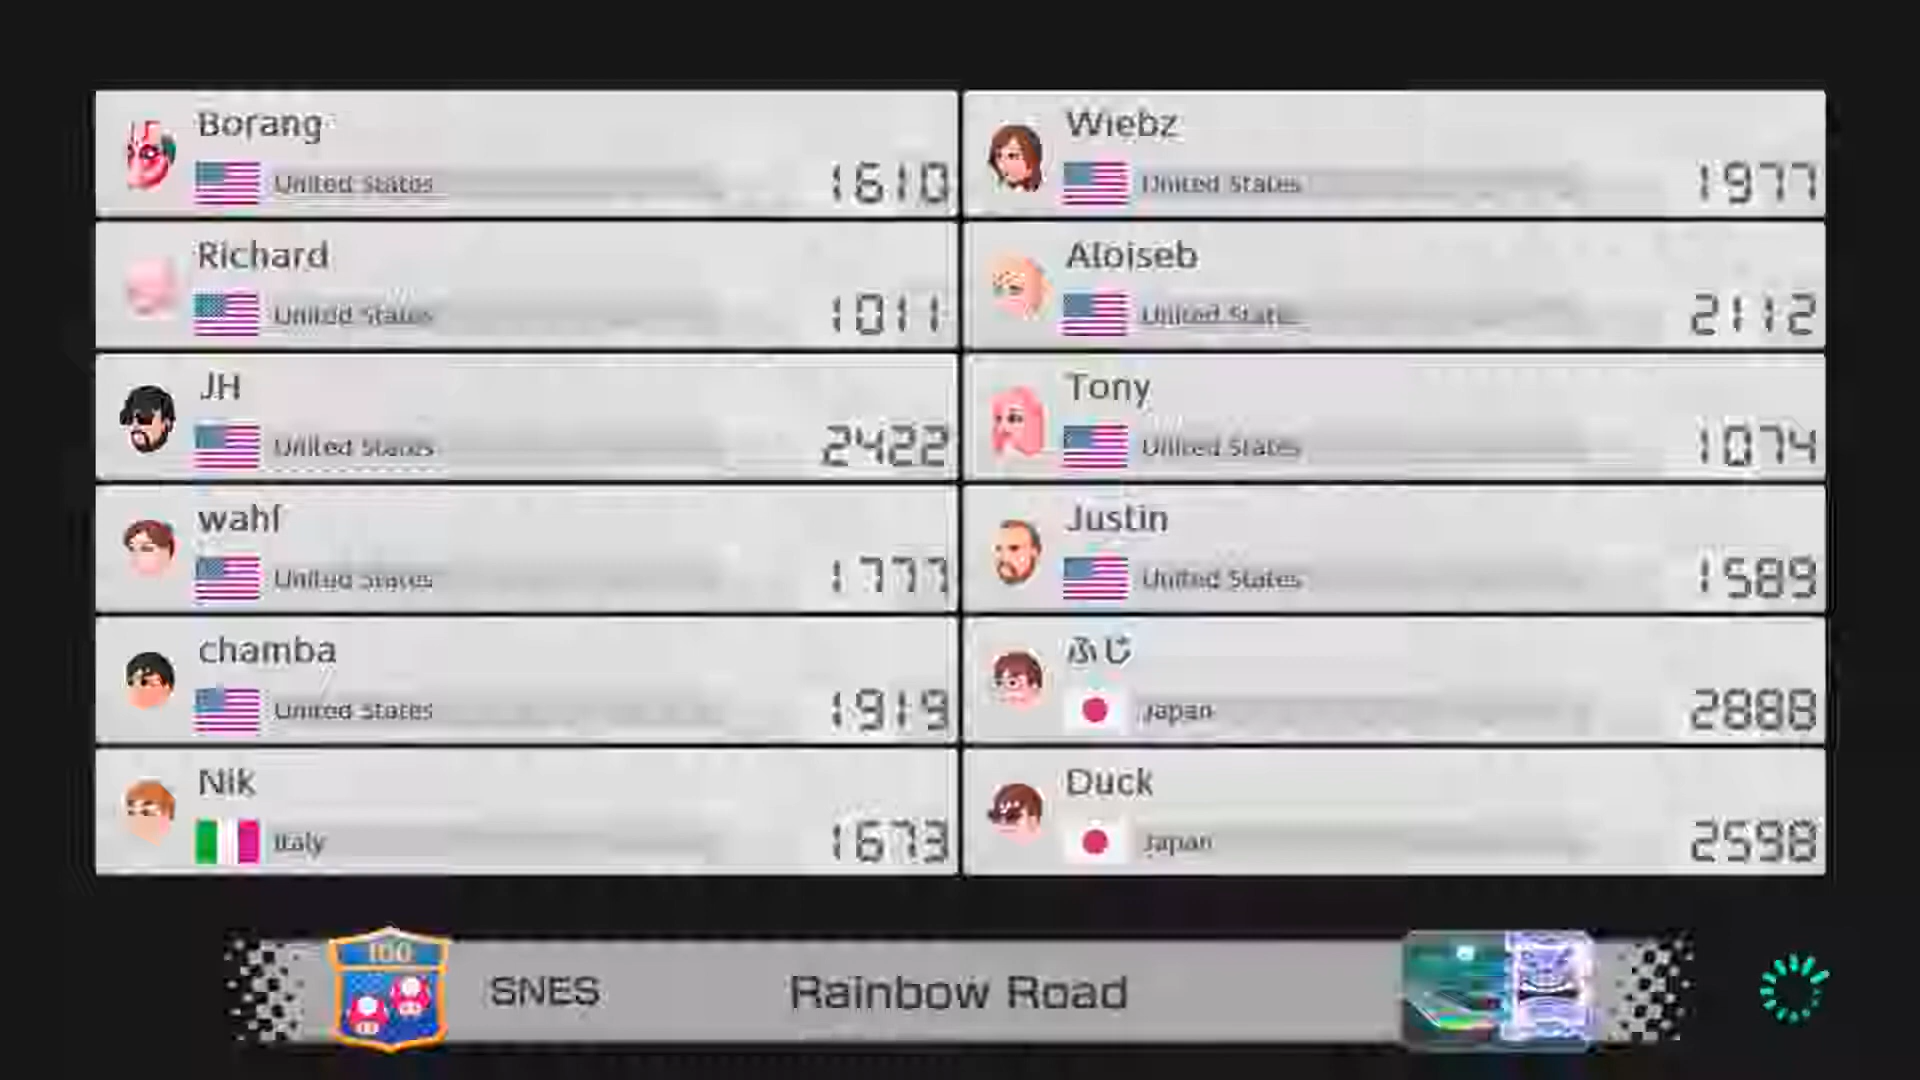 Borang
United States 1610
Wiebz
United States 1977
Richard
United States 1011
Aloiseb
United States 2112
JH
United States 2422
Tony
United States 1074
wahf
United States 1777
Justin
United States 1589
chamba
United States 1919
ふじ
Japan 2888
Nik
Italy 1673
Duck
Japan 2598
100 SNES Rainbow Road